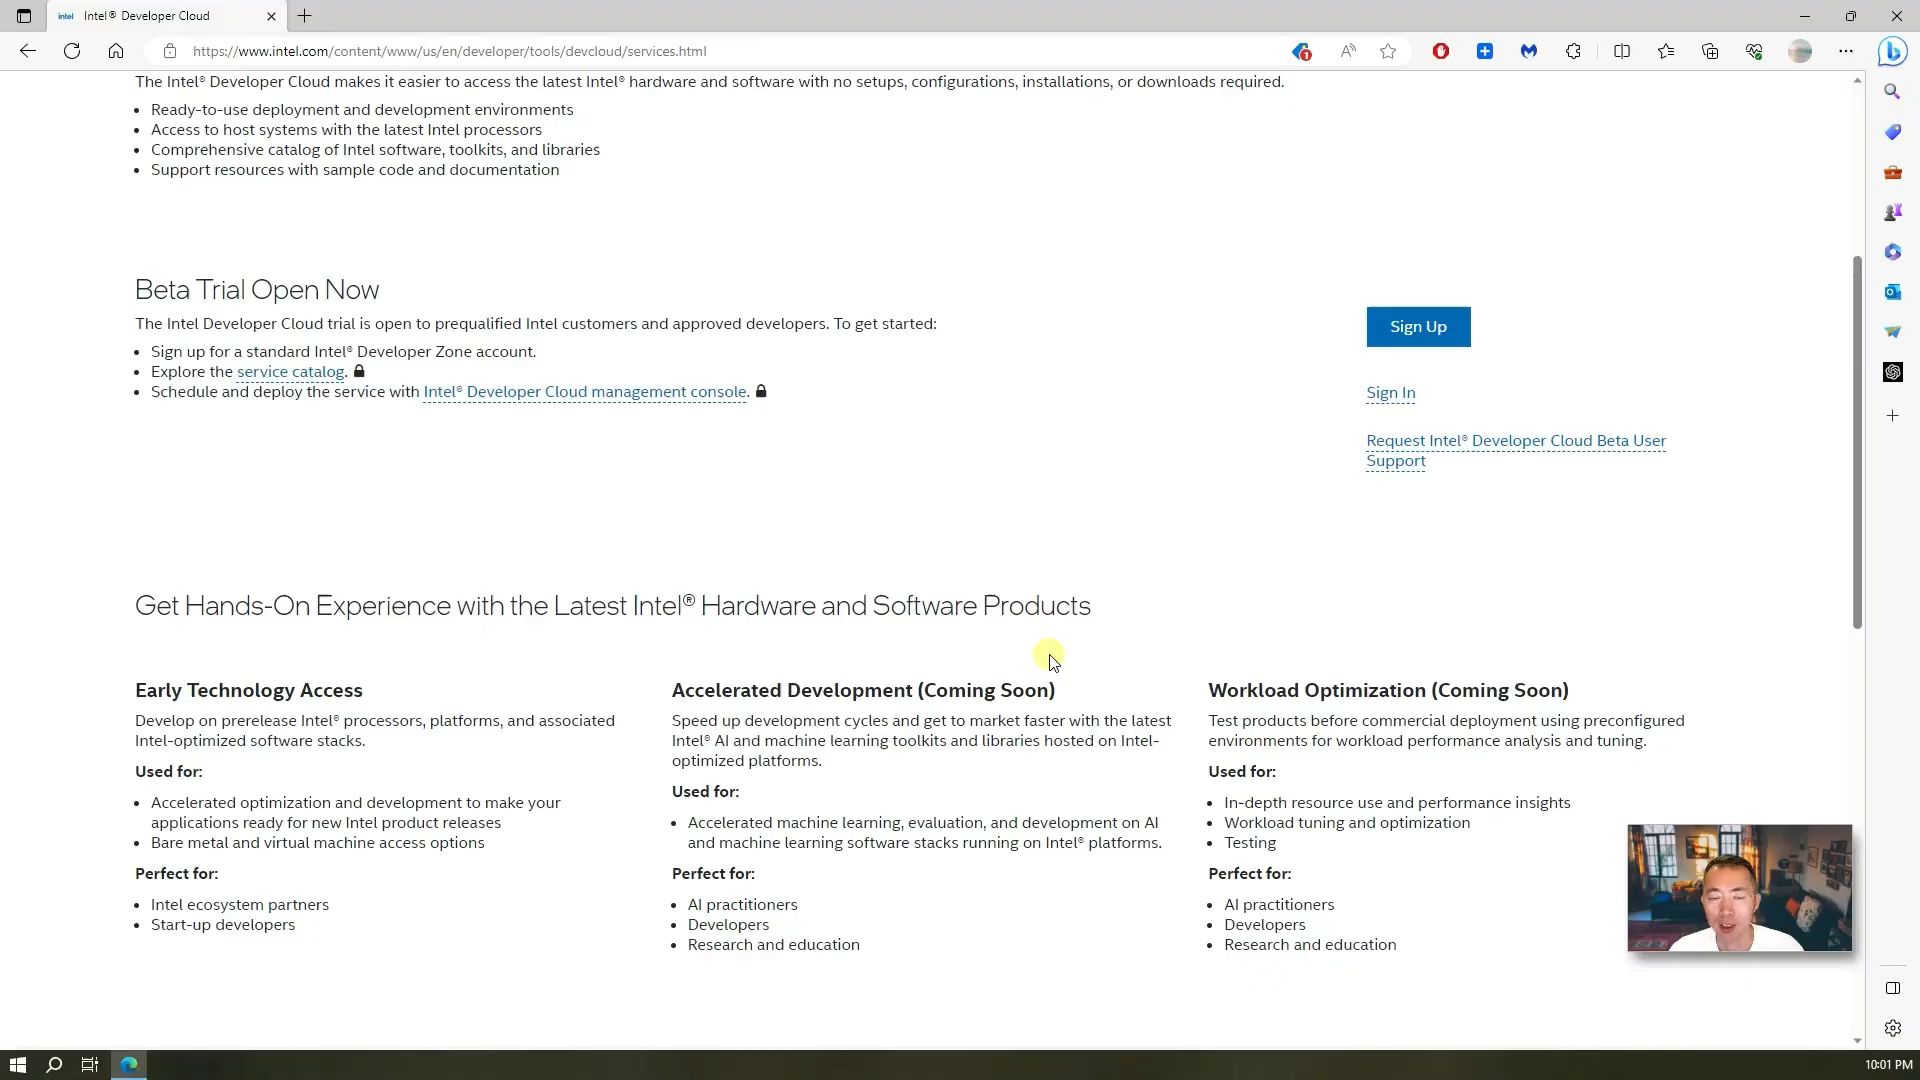 intel Intel® Developer Cloud
https://www.intel.com/content/www/us/en/developer/tools/devcloud/services.html
The Intel® Developer Cloud makes it easier to access the latest Intel® hardware and software with no setups, configurations, installations, or downloads required.
• Ready-to-use deployment and development environments
• Access to host systems with the latest Intel processors
• Comprehensive catalog of Intel software, toolkits, and libraries
• Support resources with sample code and documentation
Beta Trial Open Now
The Intel Developer Cloud trial is open to prequalified Intel customers and approved developers. To get started:
• Sign up for a standard Intel® Developer Zone account.
• Explore the service catalog.
• Schedule and deploy the service with Intel® Developer Cloud management console.
Sign Up
Sign In
Request Intel® Developer Cloud Beta User
Support
Get Hands-On Experience with the Latest Intel® Hardware and Software Products
Early Technology Access
Develop on prerelease Intel® processors, platforms, and associated
Intel-optimized software stacks.
Used for:
• Accelerated optimization and development to make your
applications ready for new Intel product releases
• Bare metal and virtual machine access options
Perfect for:
• Intel ecosystem partners
• Start-up developers
Accelerated Development (Coming Soon)
Speed up development cycles and get to market faster with the latest
Intel® AI and machine learning toolkits and libraries hosted on Intel-
optimized platforms.
Used for:
• Accelerated machine learning, evaluation, and development on AI
and machine learning software stacks running on Intel® platforms.
Perfect for:
• AI practitioners
• Developers
• Research and education
Workload Optimization (Coming Soon)
Test products before commercial deployment using preconfigured
environments for workload performance analysis and tuning.
Used for:
• In-depth resource use and performance insights
• Workload tuning and optimization
• Testing
Perfect for:
• AI practitioners
• Developers
• Research and education
10:01 PM